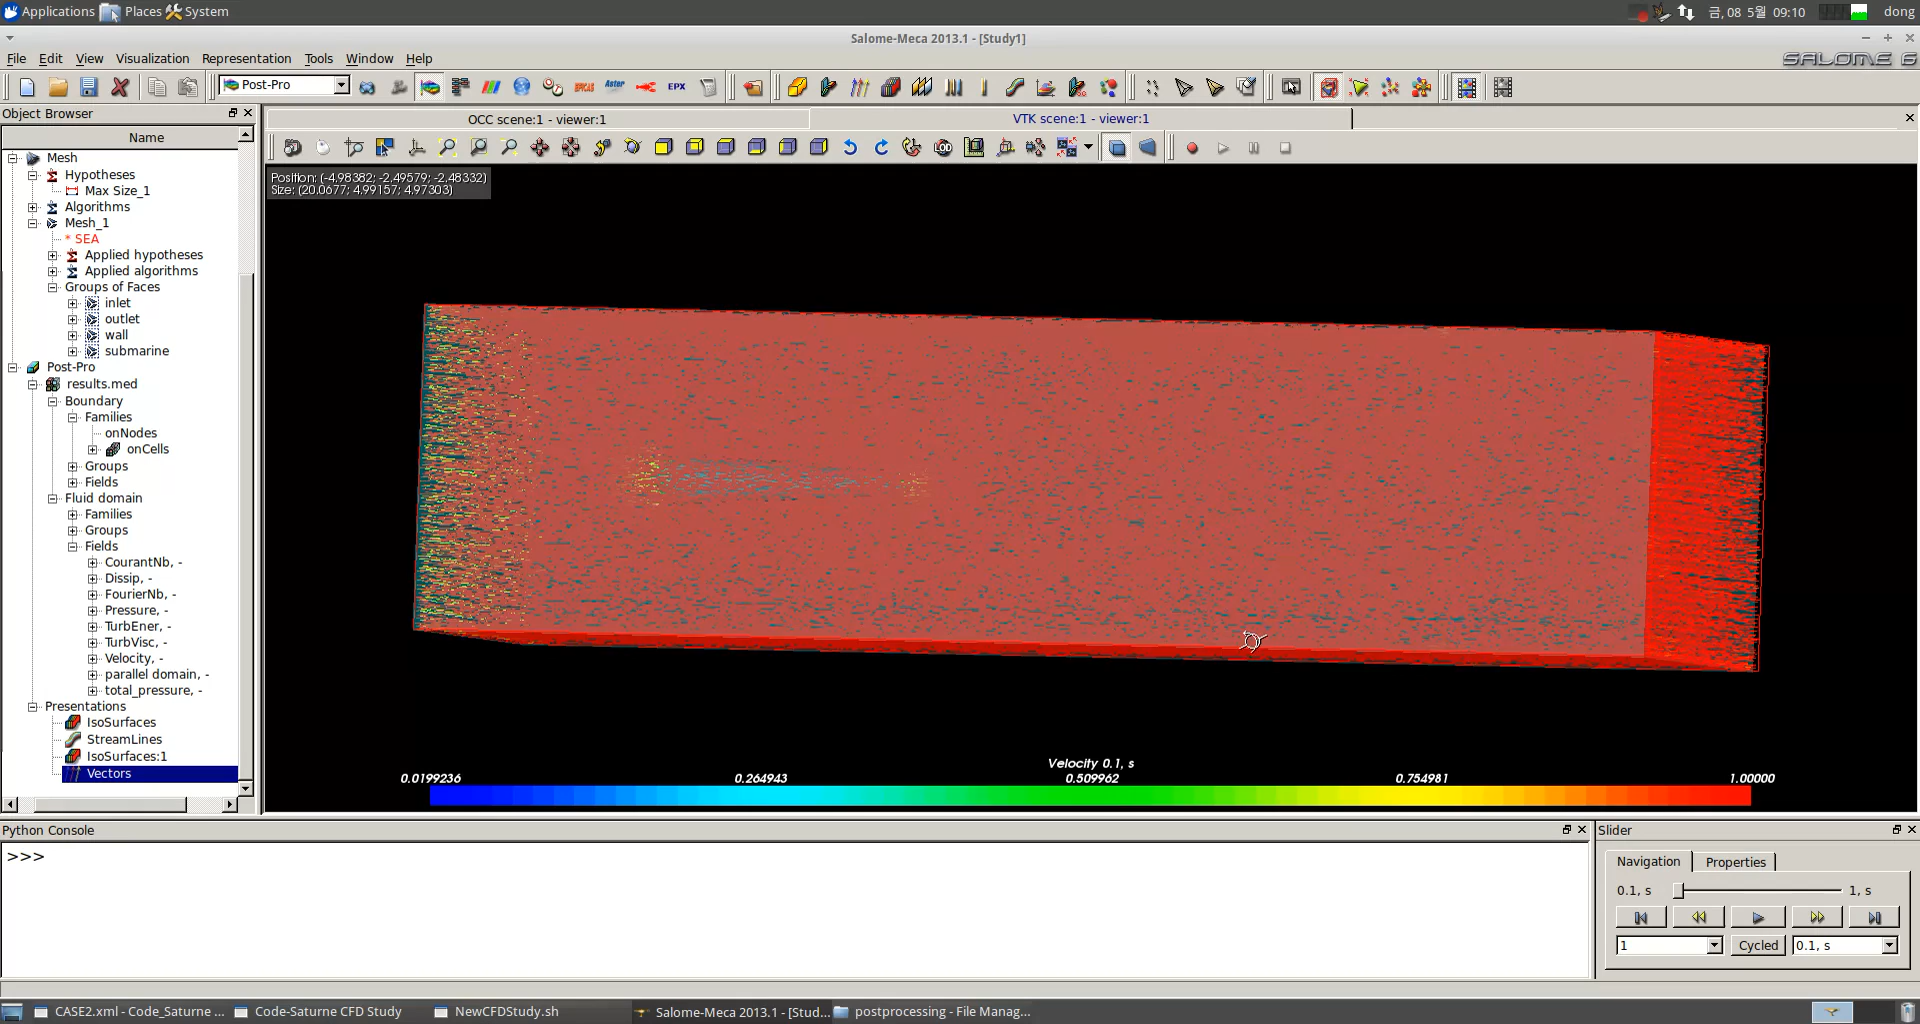 Applications Places System
금, 08 5월 09:10 dong
Salome-Meca 2013.1 - [Study1]
File Edit View Visualization Representation Tools Window Help
SALOME 6
Post-Pro
EFICAS Aster EPX
Object Browser
OCC scene:1 - viewer:1
VTK scene:1 - viewer:1
Name
LOD
Position: (-4.98382; -2.49579; -2.48332)
Size: (20.0677; 4.99157; 4.97303)
Mesh
Hypotheses
Max Size_1
Algorithms
Mesh_1
* SEA
Applied hypotheses
Applied algorithms
Groups of Faces
inlet
outlet
wall
submarine
Post-Pro
results.med
Boundary
Families
onNodes
onCells
Groups
Fields
Fluid domain
Families
Groups
Fields
CourantNb, -
Dissip, -
FourierNb, -
Pressure, -
TurbEner, -
TurbVisc, -
Velocity, -
parallel domain, -
total_pressure, -
Presentations
IsoSurfaces
StreamLines
IsoSurfaces:1
Vectors
Velocity 0.1, s
0.0199236 0.264943 0.509962 0.754981 1.00000
Python Console
>>>
Slider
Navigation Properties
0.1, s 1, s
1 Cycled 0.1, s
CASE2.xml - Code_Saturne ... Code-Saturne CFD Study NewCFDStudy.sh Salome-Meca 2013.1 - [Stud... postprocessing - File Manag...